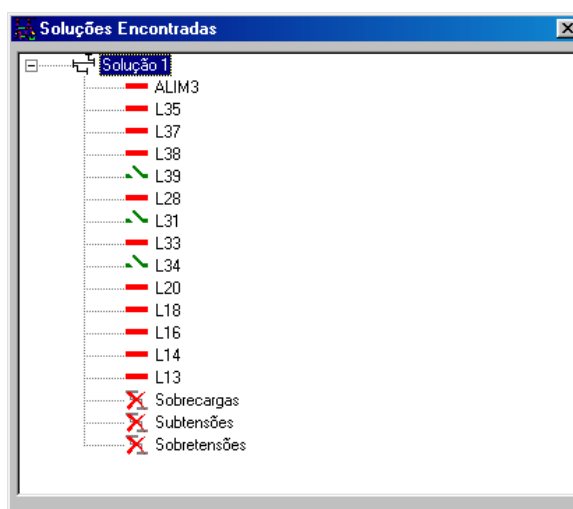 Soluções Encontradas
Solução 1
ALIM3
L35
L37
L38
L39
L28
L31
L33
L34
L20
L18
L16
L14
L13
Sobrecargas
Subtensões
Sobretensões